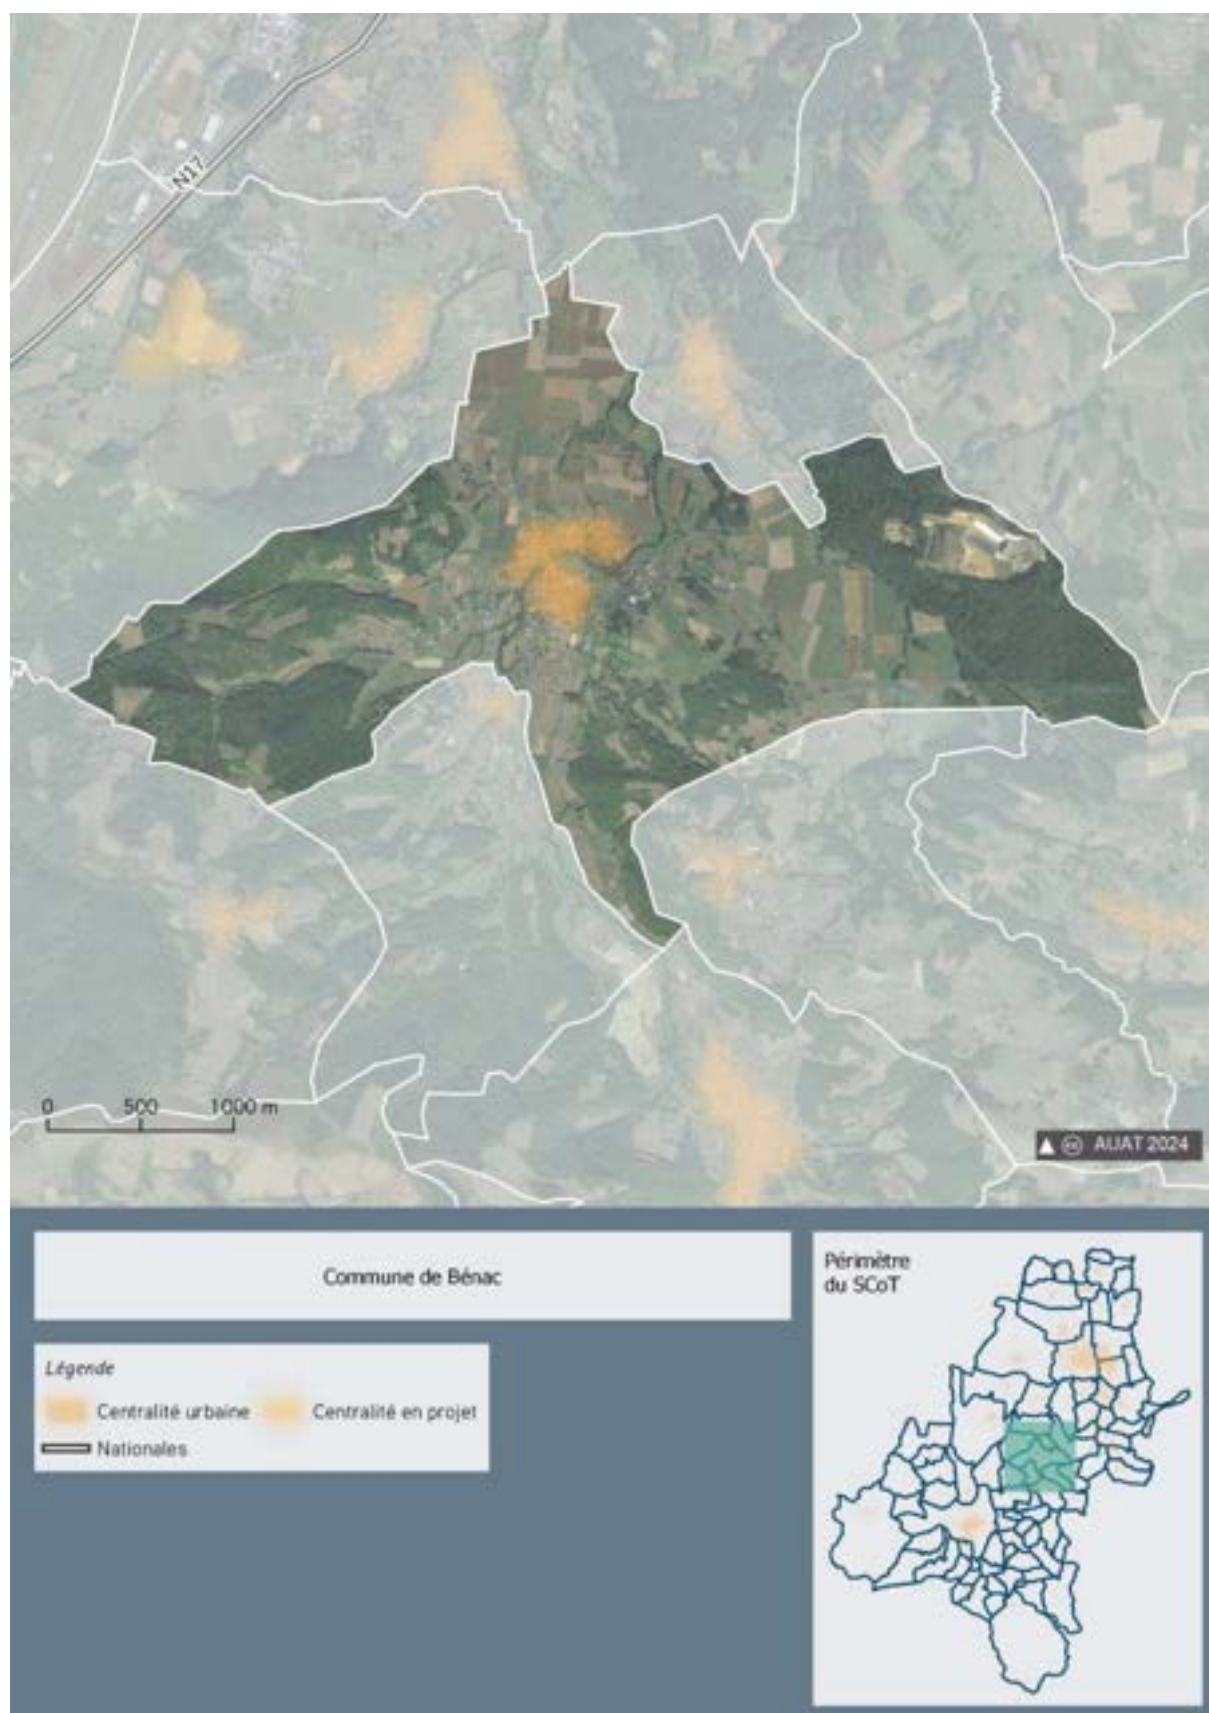 N17
0 500 1000 m
AUAT 2024
Commune de Bénac
Périmètre
du SCoT
Légende
Centralité urbaine Centralité en projet
Nationales